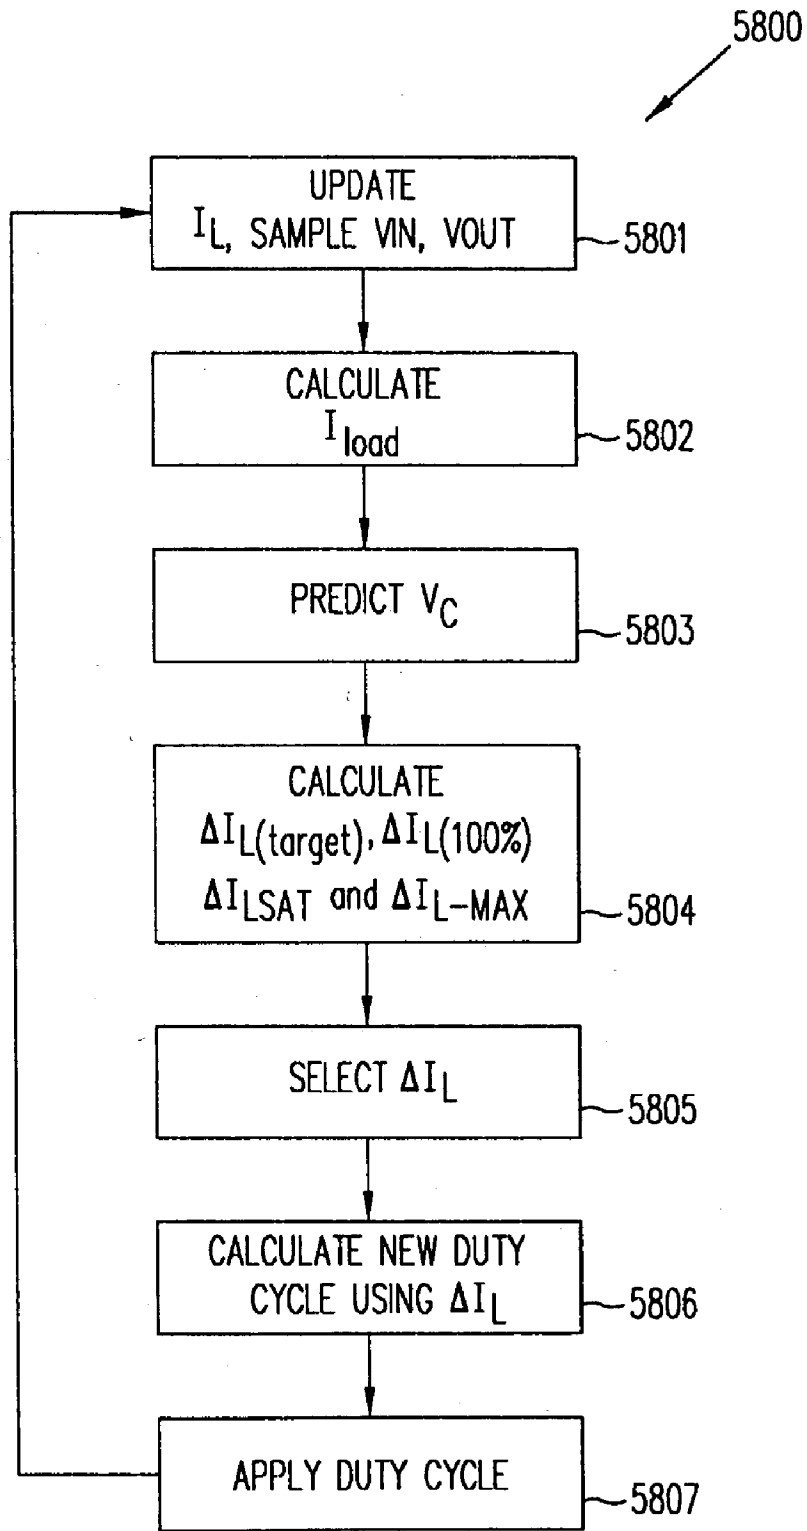 5800
UPDATE
I_L, SAMPLE VIN, VOUT
5801
CALCULATE
I_load
5802
PREDICT V_C
5803
CALCULATE
ΔI_L(target), ΔI_L(100%)
ΔI_LSAT and ΔI_L-MAX
5804
SELECT ΔI_L
5805
CALCULATE NEW DUTY
CYCLE USING ΔI_L
5806
APPLY DUTY CYCLE
5807